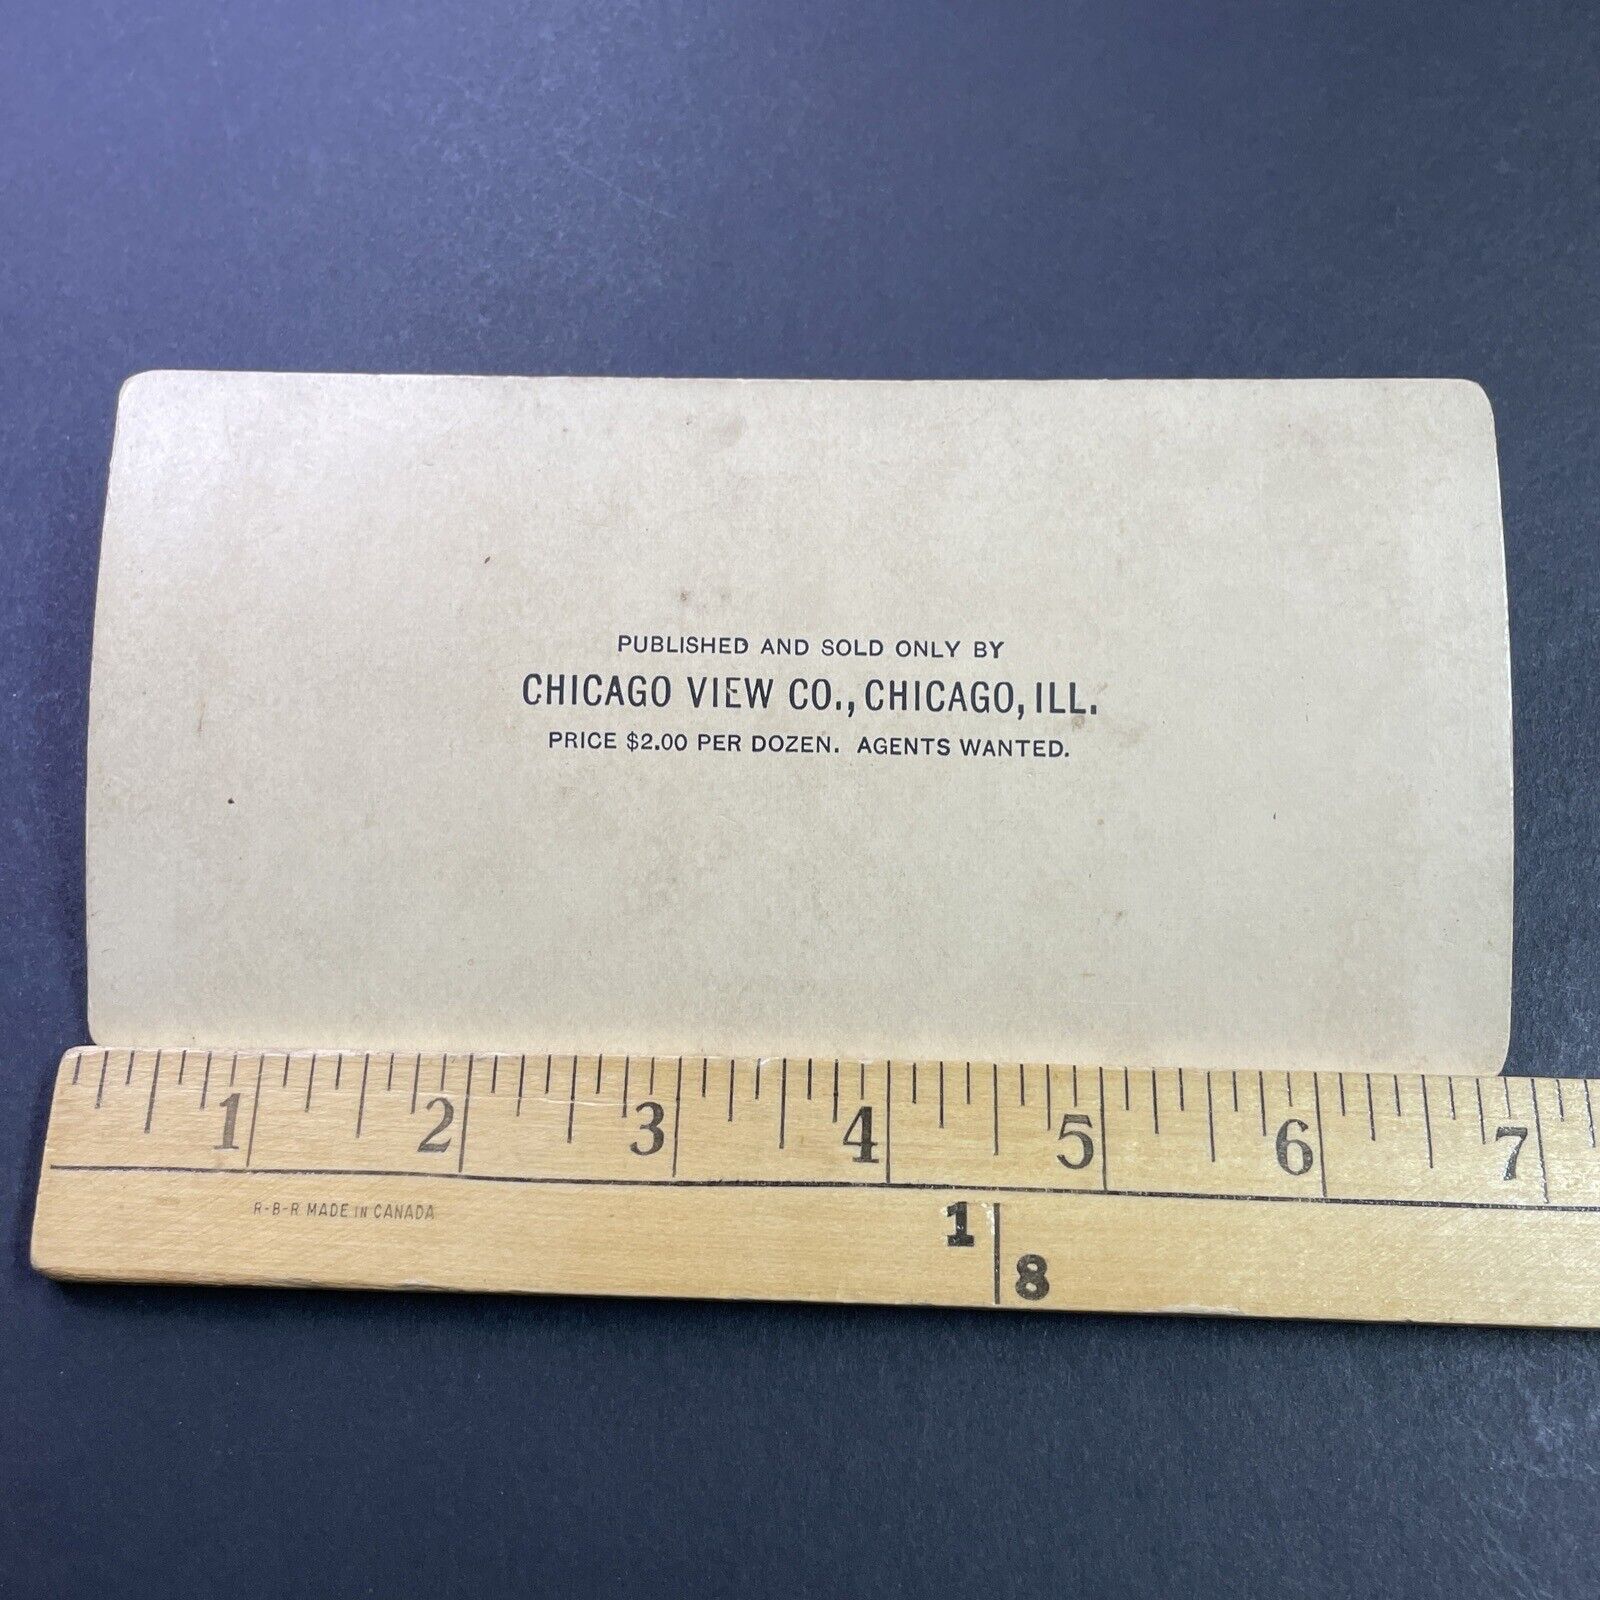 PUBLISHED AND SOLD ONLY BY
CHICAGO VIEW CO., CHICAGO, ILL.
PRICE $2.00 PER DOZEN. AGENTS WANTED.
1 2 3 4 5 6 7
R-B-R MADE IN CANADA
1
8